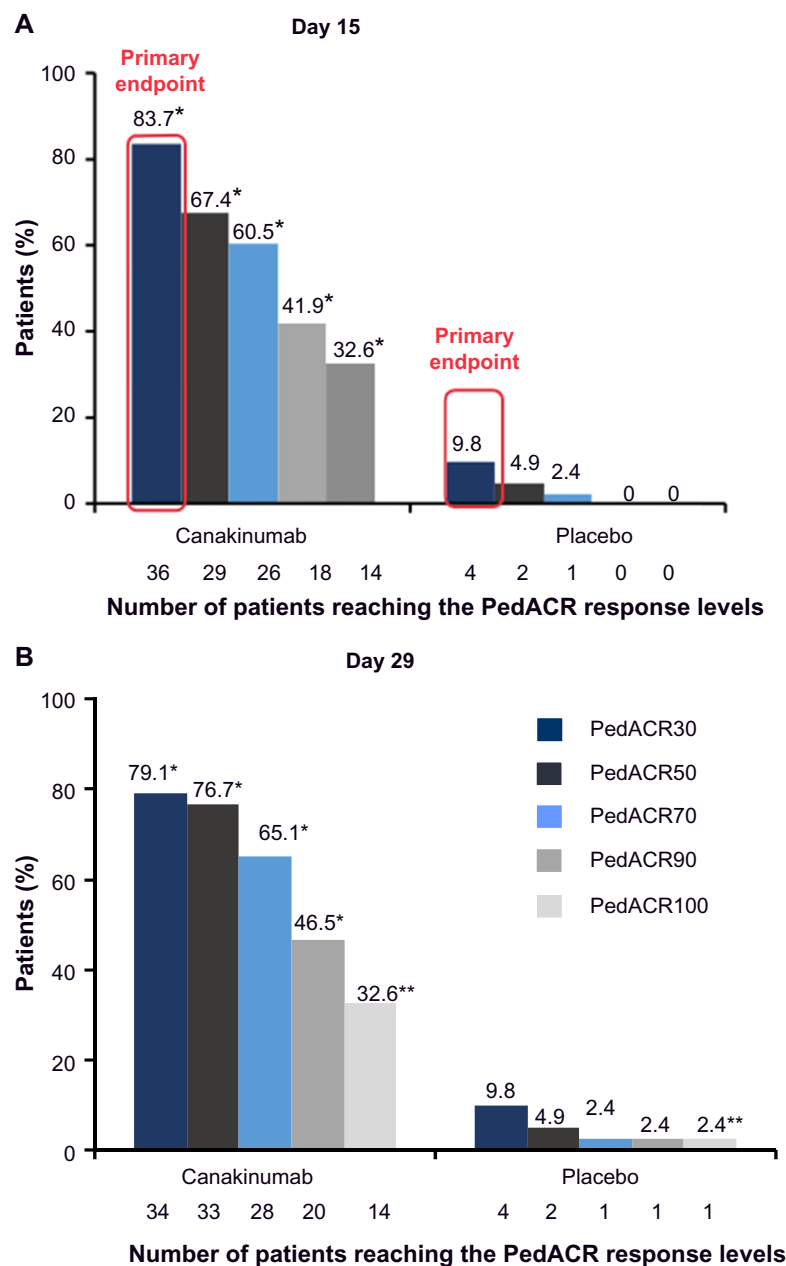 A
Day 15
Primary
endpoint
100
80
60
40
20
0
Patients (%)
83.7*
67.4*
60.5*
41.9*
32.6*
Primary
endpoint
9.8
4.9
2.4
0
0
Canakinumab
Placebo
36 29 26 18 14 4 2 1 0 0
Number of patients reaching the PedACR response levels
B
Day 29
100
80
60
40
20
0
Patients (%)
79.1*
76.7*
65.1*
46.5*
32.6**
9.8
4.9
2.4
2.4
2.4**
PedACR30
PedACR50
PedACR70
PedACR90
PedACR100
Canakinumab
Placebo
34 33 28 20 14 4 2 1 1 1
Number of patients reaching the PedACR response levels